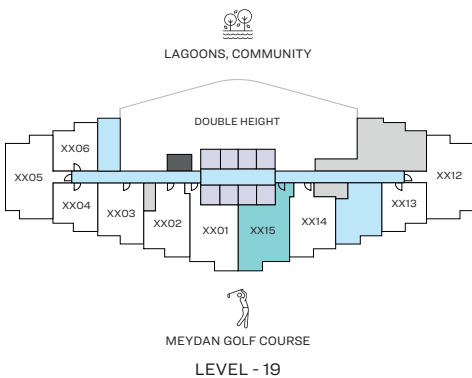 LAGOONS, COMMUNITY
DOUBLE HEIGHT
XX06
XX05
XX12
XX04
XX03
XX02
XX01
XX15
XX14
XX13
MEYDAN GOLF COURSE
LEVEL - 19